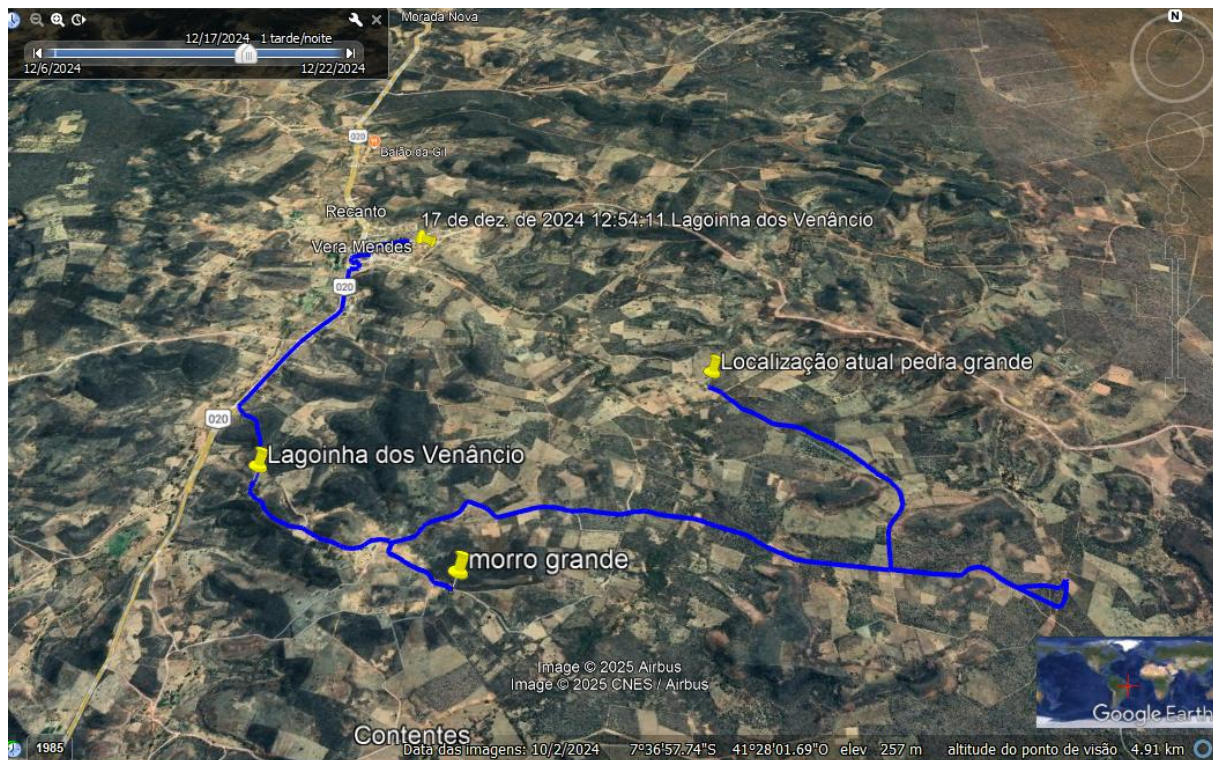 Morada Nova
12/17/2024 1 tarde/noite
12/6/2024
12/22/2024
N
020
Baião da Gil
Recanto
17 de dez. de 2024 12:54:11 Lagoinha dos Venâncio
Vera Mendes
020
Localização atual pedra grande
020
Lagoinha dos Venâncio
morro grande
Image © 2025 Airbus
Image © 2025 CNES / Airbus
Google Earth
Contentes
1985
Data das imagens: 10/2/2024 7°36'57.74"S 41°28'01.69"O elev 257 m altitude do ponto de visão 4.91 km